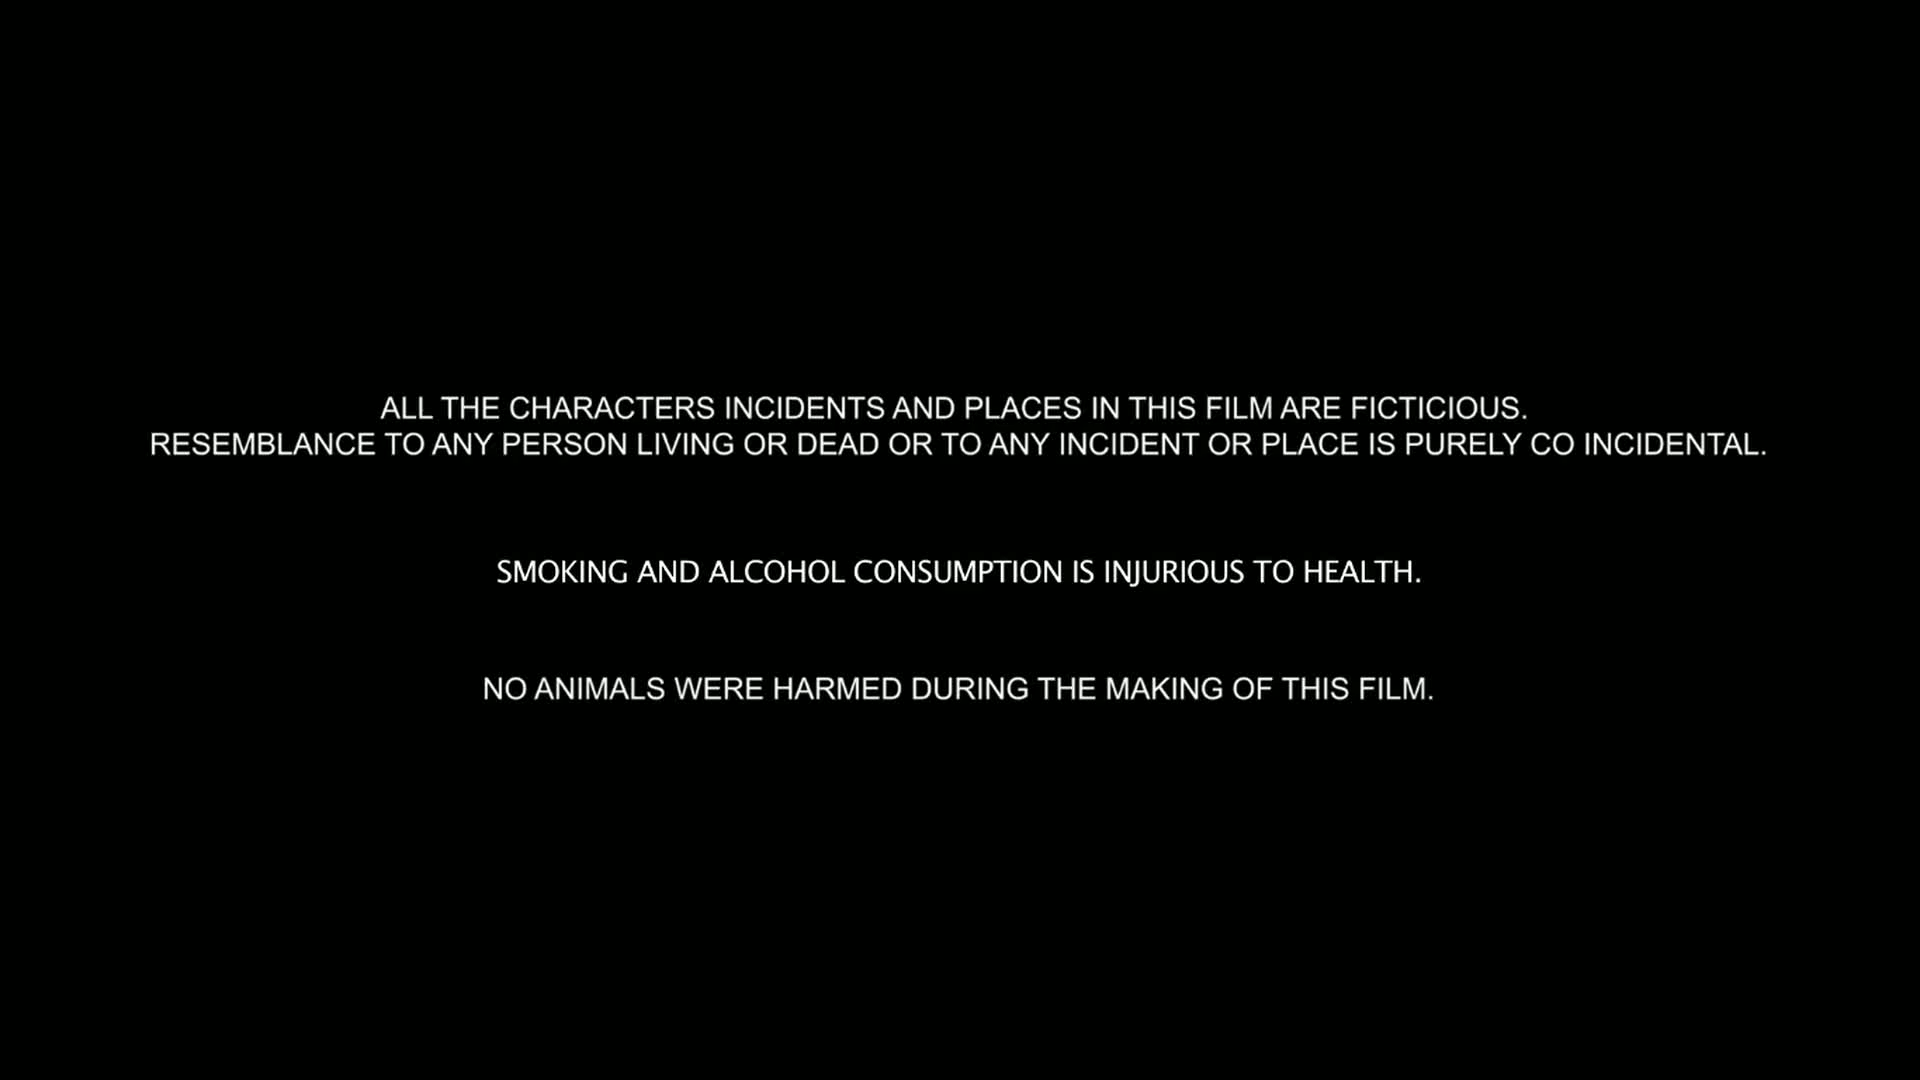 ALL THE CHARACTERS INCIDENTS AND PLACES IN THIS FILM ARE FICTICIOUS.
RESEMBLANCE TO ANY PERSON LIVING OR DEAD OR TO ANY INCIDENT OR PLACE IS PURELY CO INCIDENTAL.
SMOKING AND ALCOHOL CONSUMPTION IS INJURIOUS TO HEALTH.
NO ANIMALS WERE HARMED DURING THE MAKING OF THIS FILM.